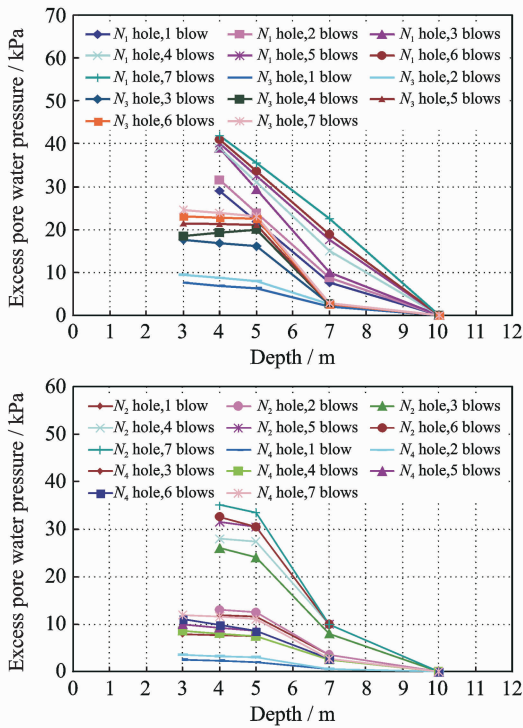 70
N1 hole,1 blow N1 hole,2 blows N1 hole,3 blows
N1 hole,4 blows N1 hole,5 blows N1 hole,6 blows
N1 hole,7 blows N3 hole,1 blow N3 hole,2 blows
N3 hole,3 blows N3 hole,4 blows N3 hole,5 blows
N3 hole,6 blows N3 hole,7 blows
60
50
40
30
20
10
0
Excess pore water pressure / kPa
0 1 2 3 4 5 6 7 8 9 10 11 12
Depth / m
60
N2 hole,1 blow N2 hole,2 blows N2 hole,3 blows
N2 hole,4 blows N2 hole,5 blows N2 hole,6 blows
N2 hole,7 blows N4 hole,1 blow N4 hole,2 blows
N4 hole,3 blows N4 hole,4 blows N4 hole,5 blows
N4 hole,6 blows N4 hole,7 blows
50
40
30
20
10
0
Excess pore water pressure / kPa
0 1 2 3 4 5 6 7 8 9 10 11 12
Depth / m